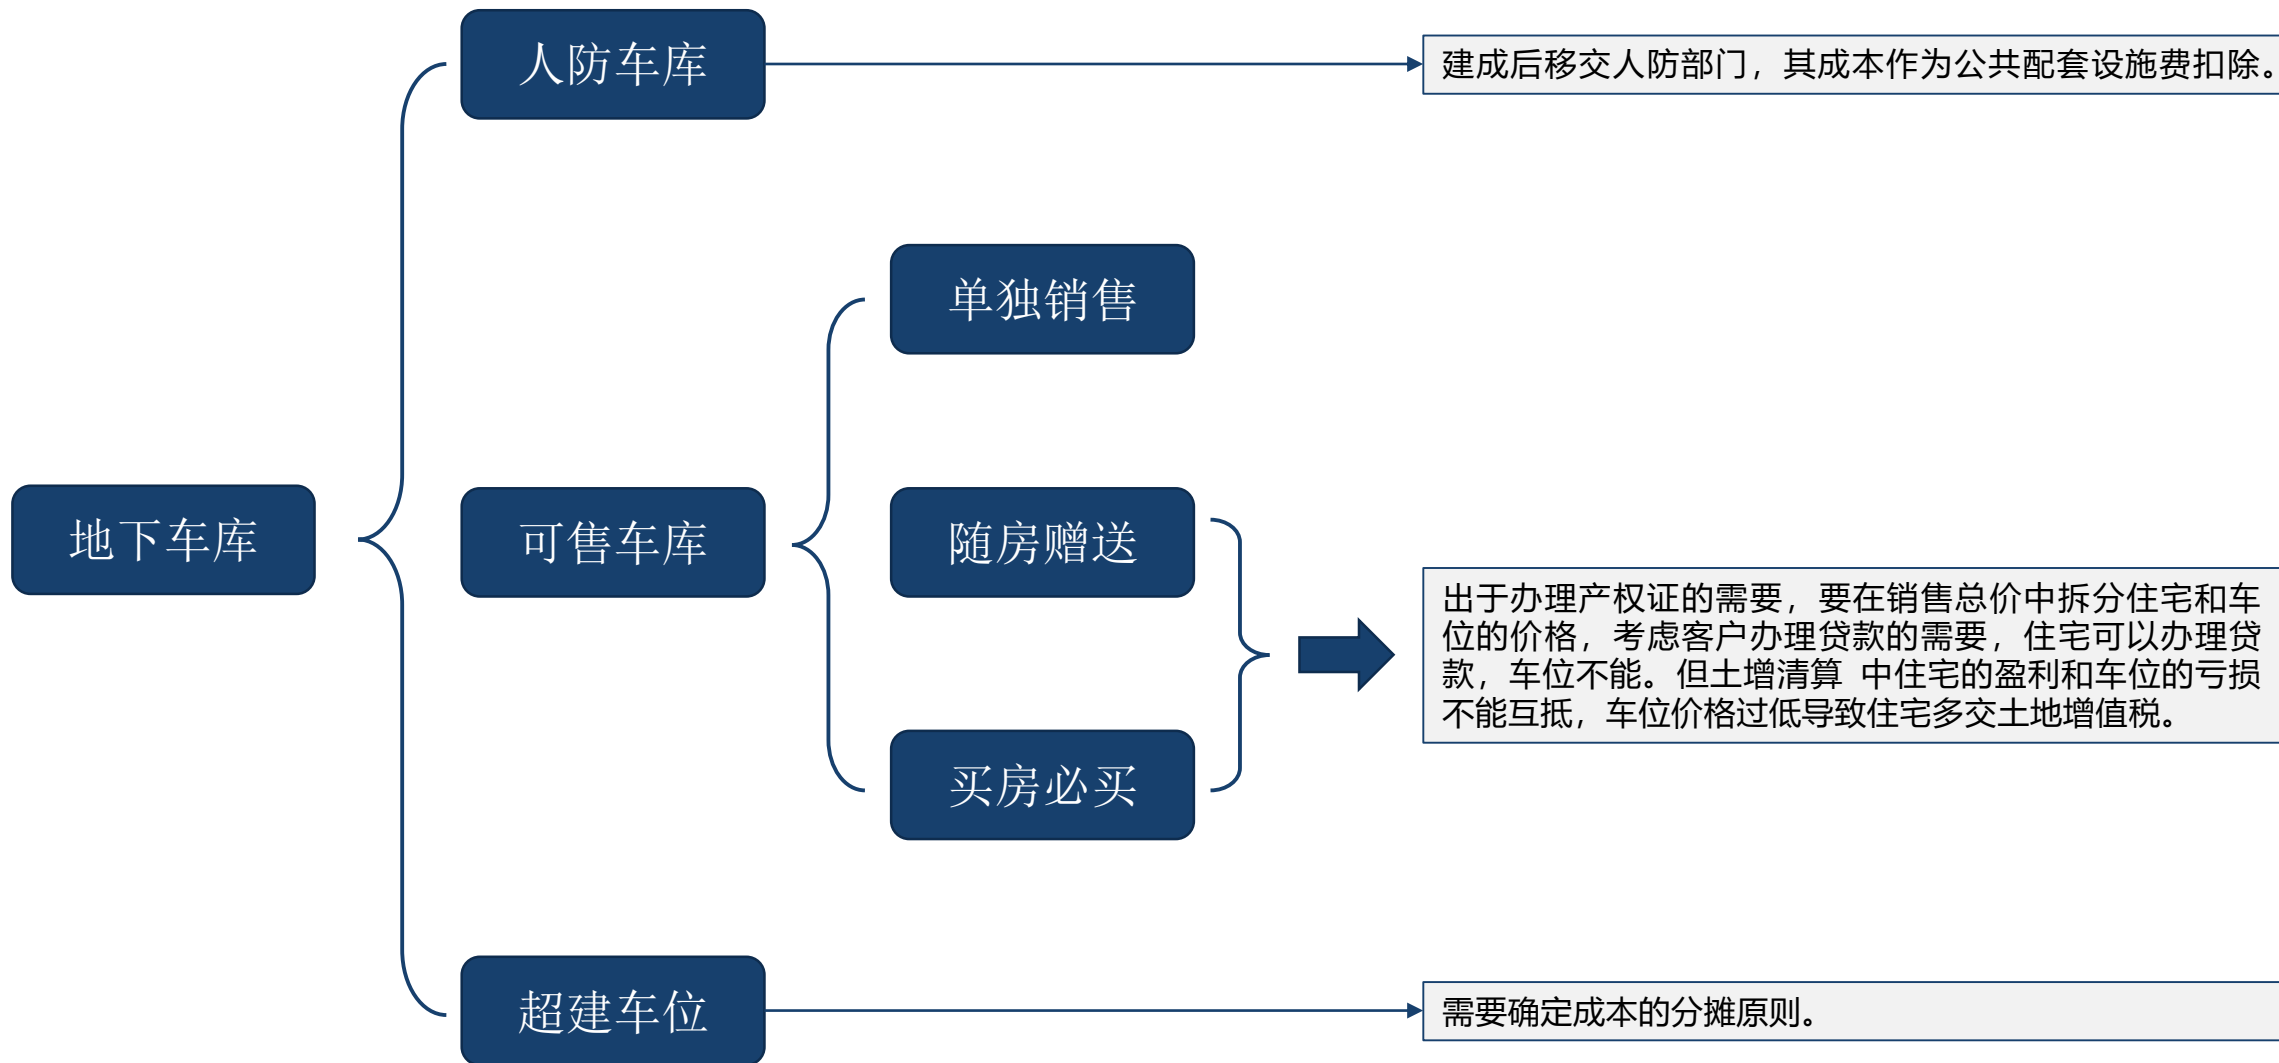 人防车库
建成后移交人防部门，其成本作为公共配套设施费扣除。
单独销售
地下车库
可售车库
随房赠送
出于办理产权证的需要，要在销售总价中拆分住宅和车
位的价格，考虑客户办理贷款的需要，住宅可以办理贷
款，车位不能。但土增清算 中住宅的盈利和车位的亏损
不能互抵，车位价格过低导致住宅多交土地增值税。
买房必买
超建车位
需要确定成本的分摊原则。